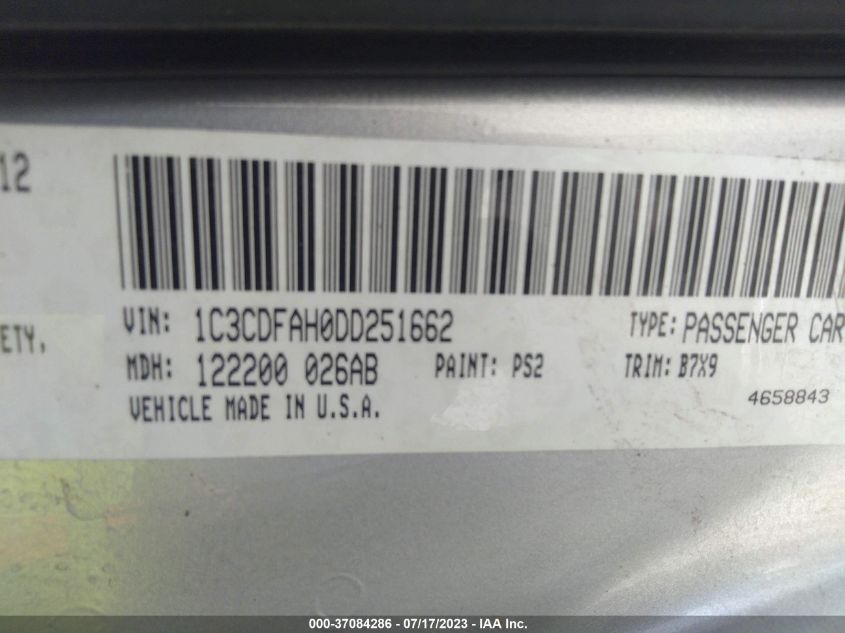 12
ETY,
VIN: 1C3CDFAH0DD251662 TYPE: PASSENGER CAR
MDH: 122200 026AB PAINT: PS2 TRIM: B7X9
VEHICLE MADE IN U.S.A. 4658843
000-37084286 - 07/17/2023 - IAA Inc.